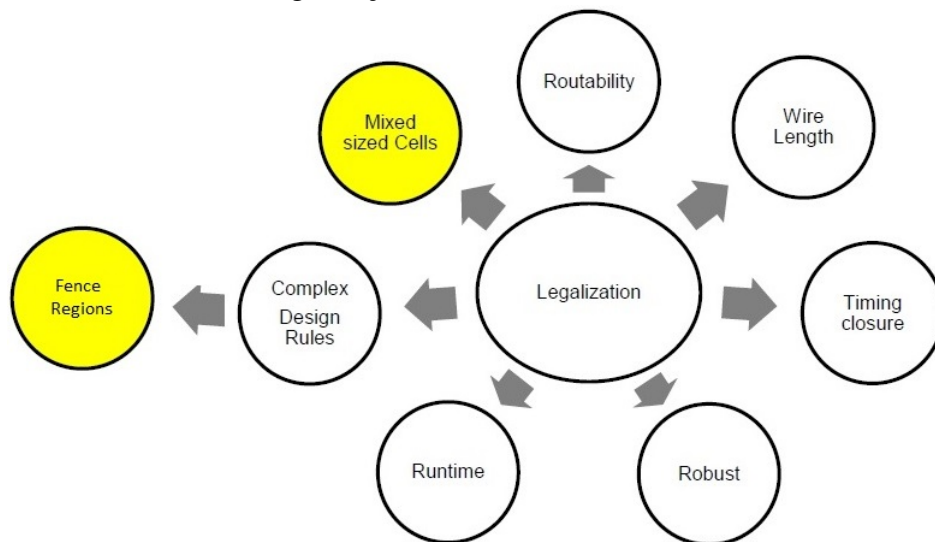 Routability
Mixed
sized Cells
Wire
Length
Fence
Regions
Complex
Design
Rules
Legalization
Timing
closure
Runtime
Robust